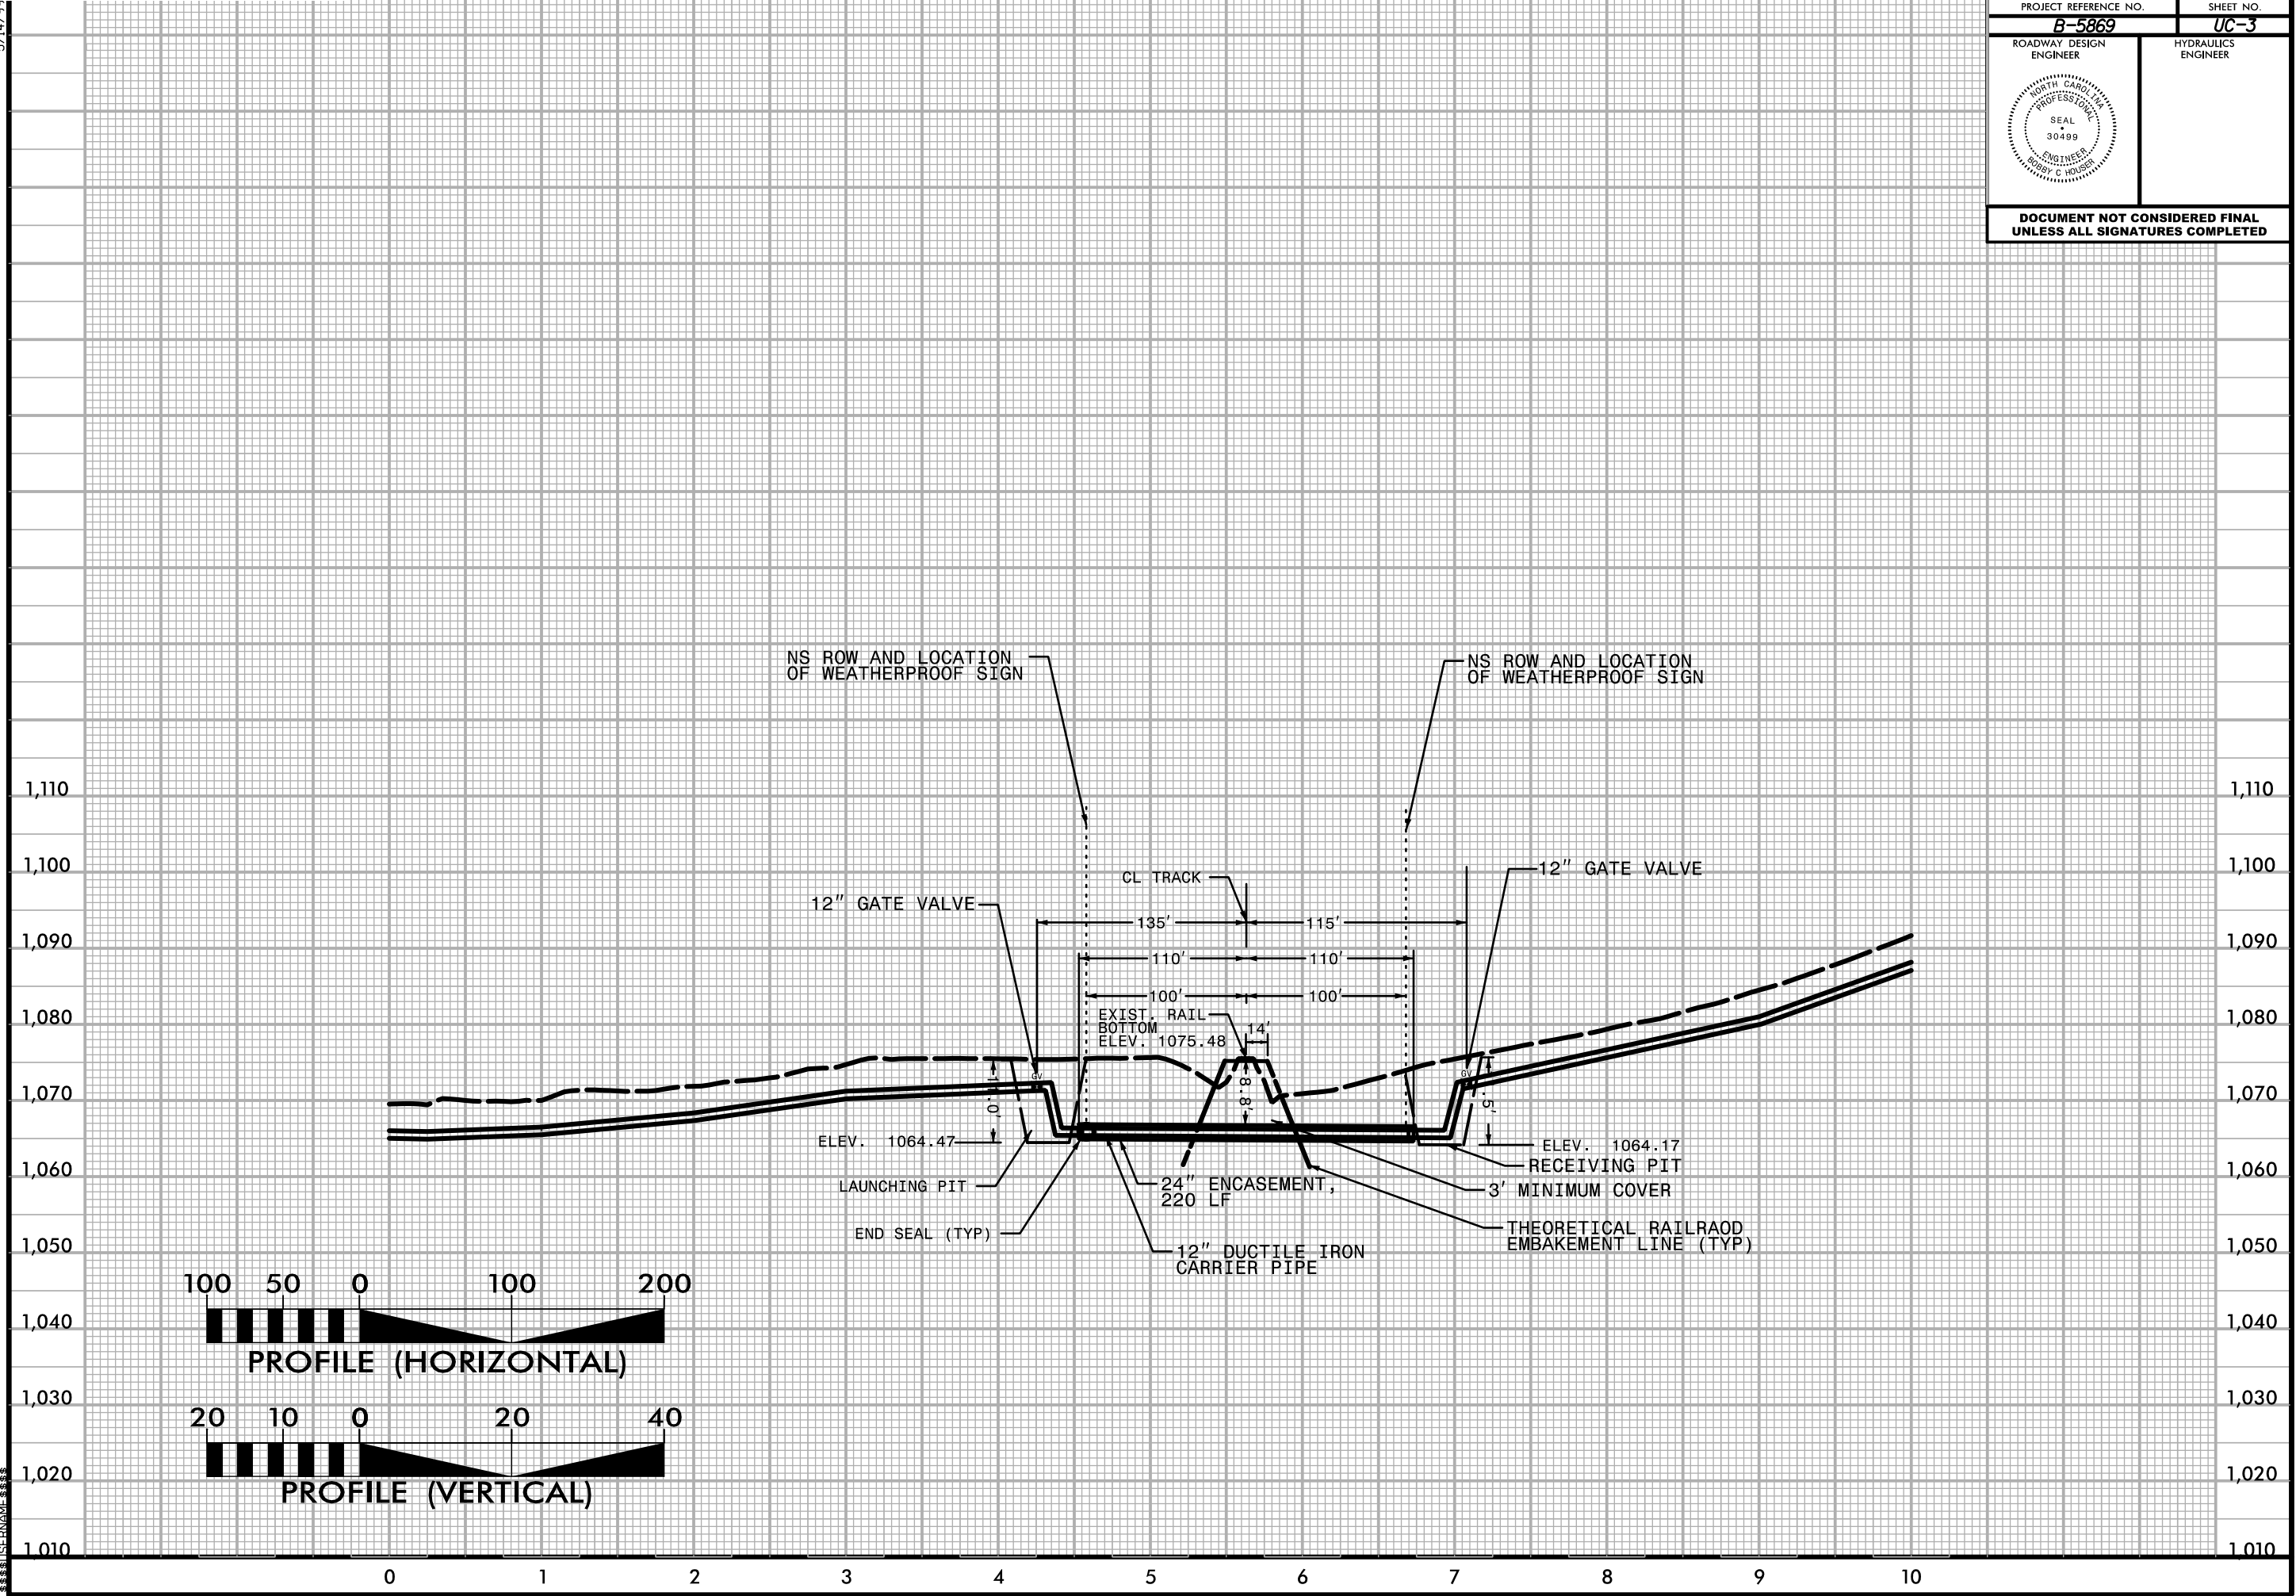 PROJECT REFERENCE NO.
SHEET NO.
B-5869
UC-3
ROADWAY DESIGN
ENGINEER
HYDRAULICS
ENGINEER
NORTH CAROLINA
PROFESSIONAL
SEAL
30499
ENGINEER
BOBBY C HOUSER
DOCUMENT NOT CONSIDERED FINAL
UNLESS ALL SIGNATURES COMPLETED
NS ROW AND LOCATION
OF WEATHERPROOF SIGN
NS ROW AND LOCATION
OF WEATHERPROOF SIGN
1,110
1,110
1,100
1,100
CL TRACK
12" GATE VALVE
12" GATE VALVE
135'
115'
1,090
1,090
110'
110'
100'
100'
EXIST. RAIL
BOTTOM
ELEV. 1075.48
14'
1,080
1,080
GV
GV
8.8'
1,070
1,070
ELEV. 1064.47
ELEV. 1064.17
RECEIVING PIT
1,060
1,060
LAUNCHING PIT
24" ENCASEMENT,
220 LF
3' MINIMUM COVER
END SEAL (TYP)
THEORETICAL RAILRAOD
EMBAKEMENT LINE (TYP)
12" DUCTILE IRON
CARRIER PIPE
1,050
1,050
100 50 0 100 200
1,040
1,040
PROFILE (HORIZONTAL)
1,030
1,030
20 10 0 20 40
1,020
1,020
PROFILE (VERTICAL)
1,010
1,010
0 1 2 3 4 5 6 7 8 9 10